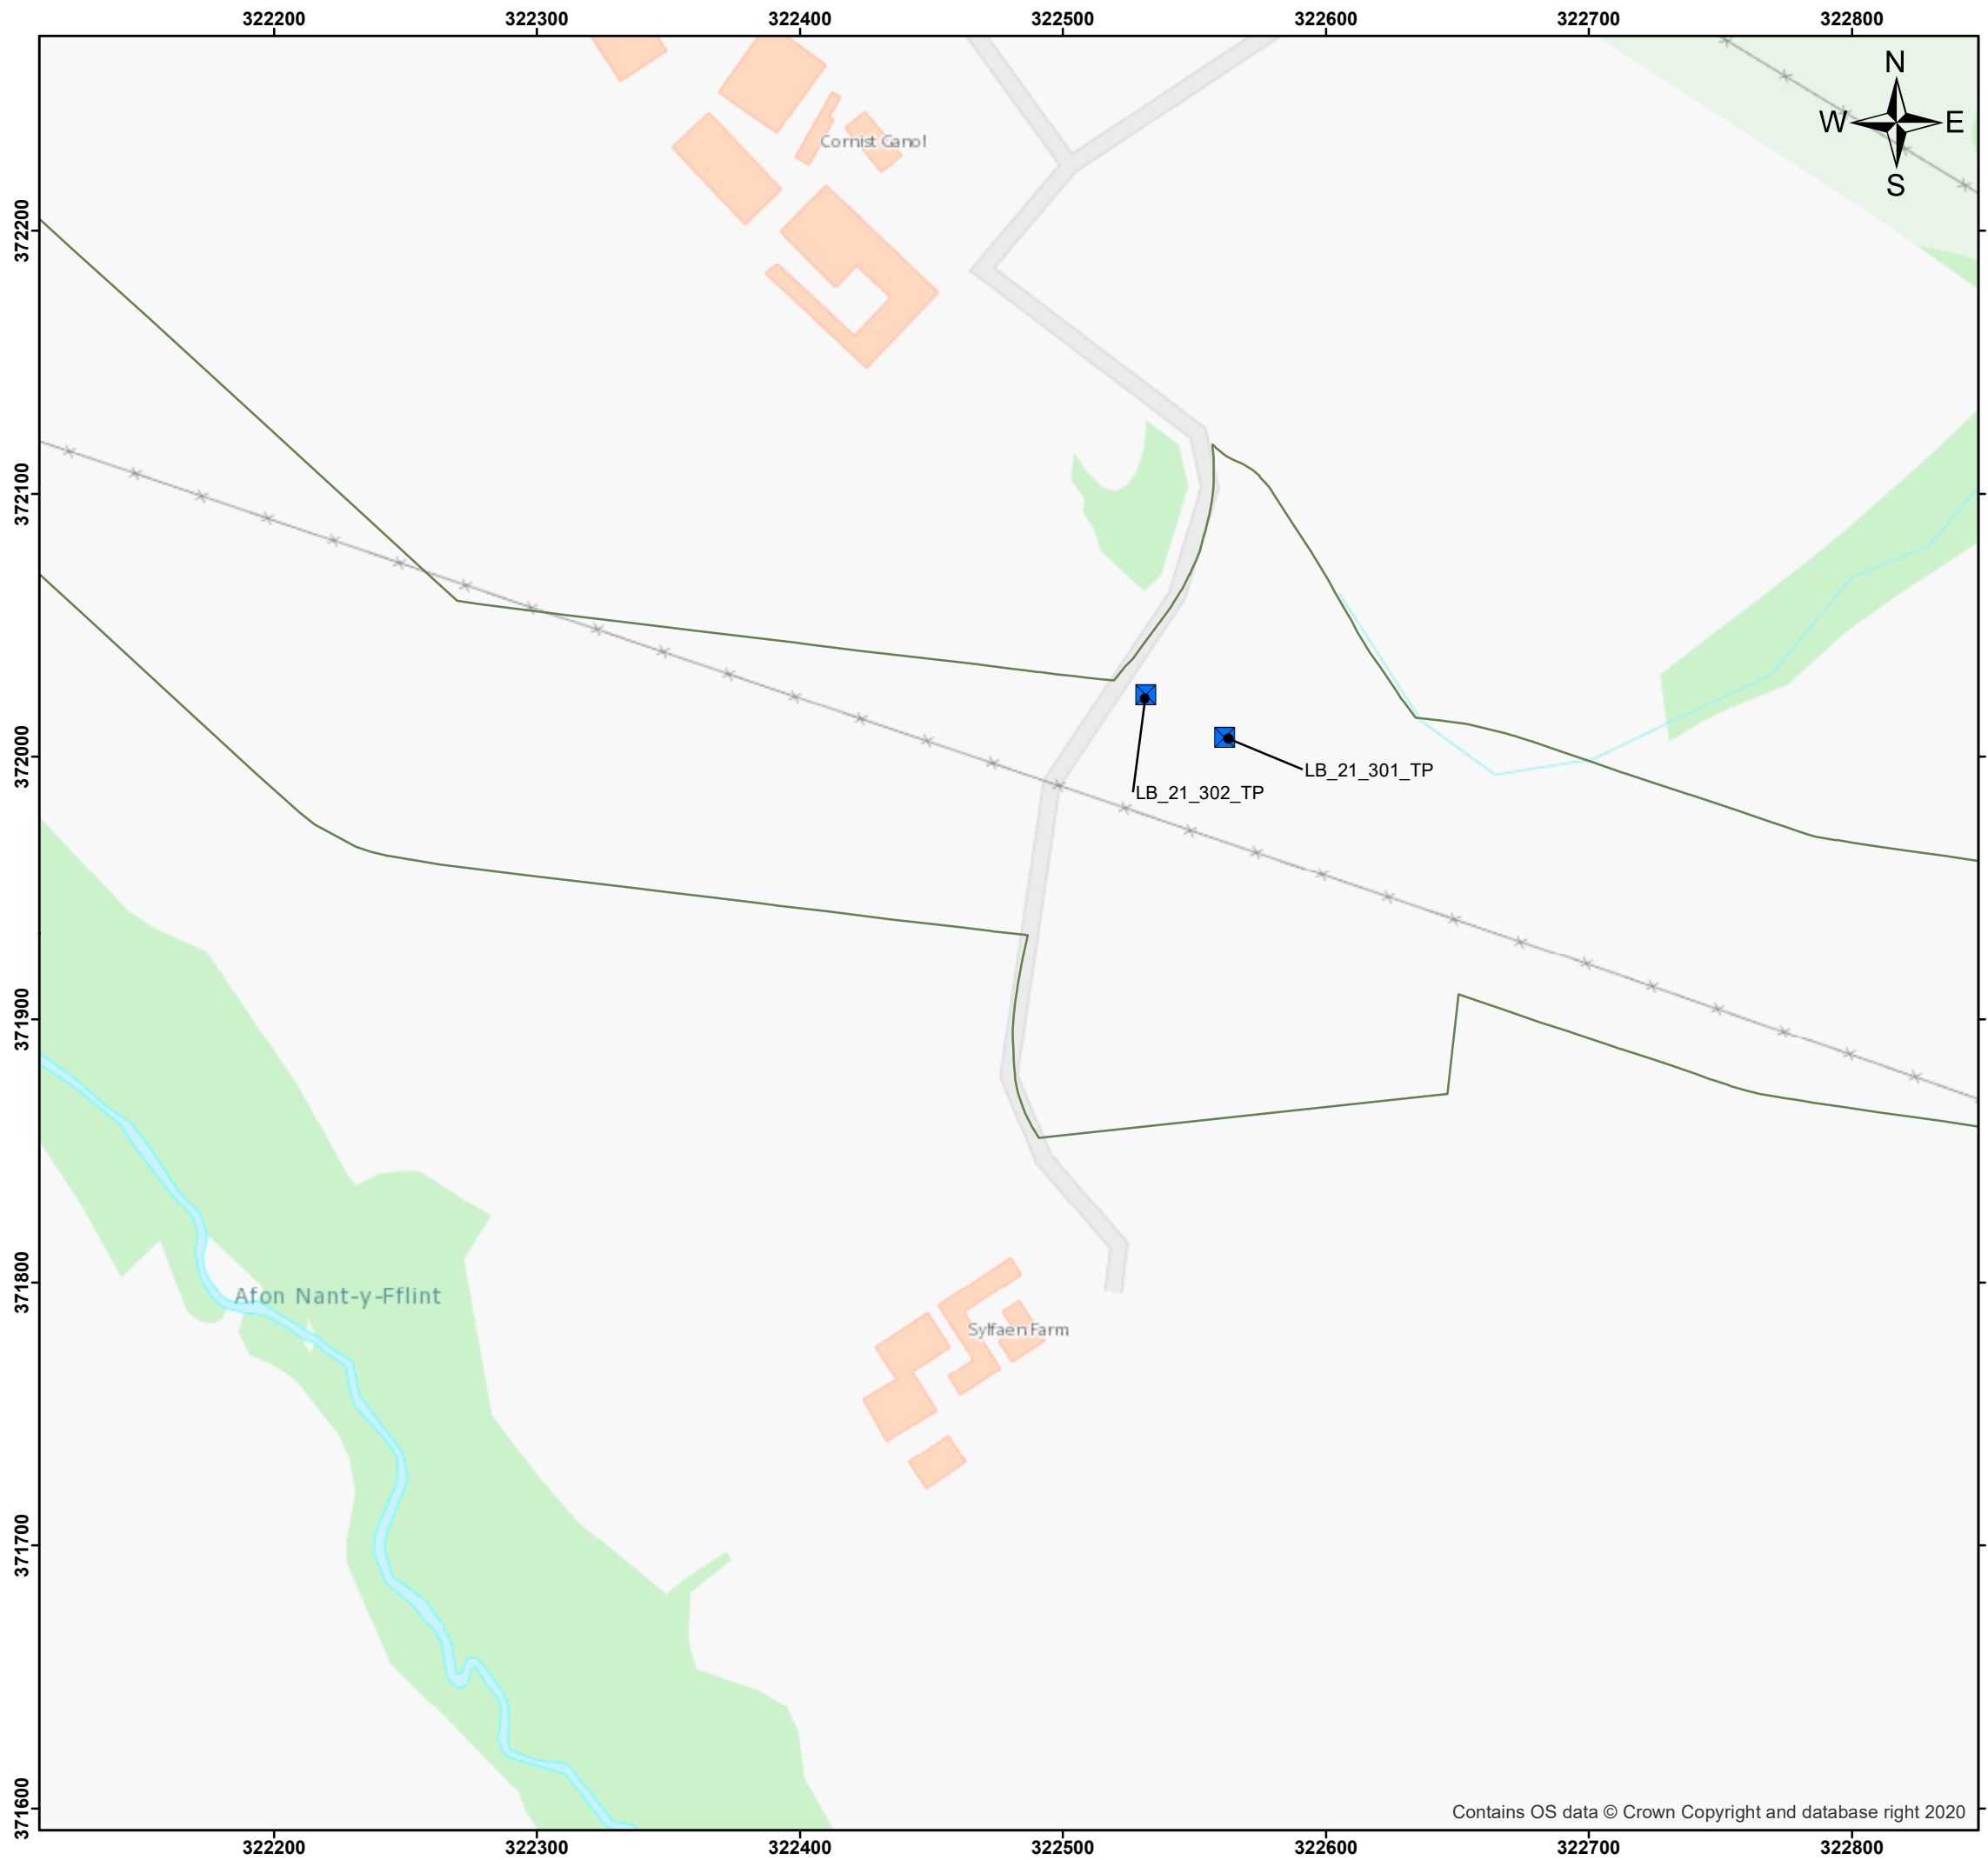 322200 322300 322400 322500 322600 322700 322800
N
W E
S
Cornist Ganol
372200
372100
372000
LB_21_301_TP
LB_21_302_TP
371900
371800
Afon Nant-y-Fflint
Sylfaen Farm
371700
371600
Contains OS data © Crown Copyright and database right 2020
322200 322300 322400 322500 322600 322700 322800